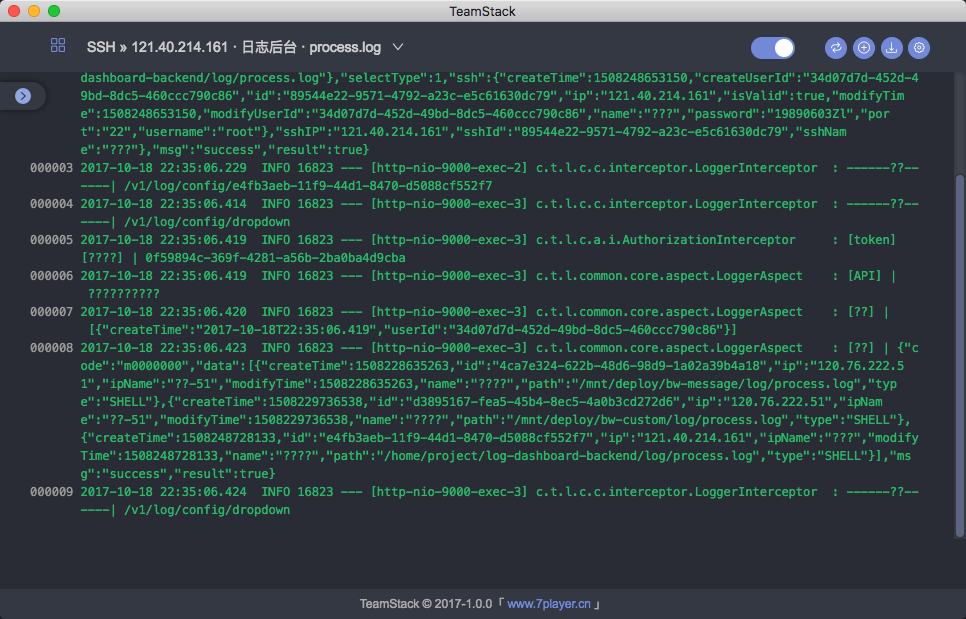 TeamStack
SSH » 121.40.214.161 · 日志后台 · process.log
dashboard-backend/log/process.log"},"selectType":1,"ssh":{"createTime":1508248653150,"createUserId":"34d07d7d-452d-4
9bd-8dc5-460ccc790c86","id":"89544e22-9571-4792-a23c-e5c61630dc79","ip":"121.40.214.161","isValid":true,"modifyTim
e":1508248653150,"modifyUserId":"34d07d7d-452d-49bd-8dc5-460ccc790c86","name":"???","password":"19890603Zl","por
t":"22","username":"root"},"sshIP":"121.40.214.161","sshId":"89544e22-9571-4792-a23c-e5c61630dc79","sshNam
e":"???"},"msg":"success","result":true}
000003 2017-10-18 22:35:06.229  INFO 16823 --- [http-nio-9000-exec-2] c.t.l.c.c.interceptor.LoggerInterceptor  : ------??--
----| /v1/log/config/e4fb3aeb-11f9-44d1-8470-d5088cf552f7
000004 2017-10-18 22:35:06.414  INFO 16823 --- [http-nio-9000-exec-3] c.t.l.c.c.interceptor.LoggerInterceptor  : ------??--
----| /v1/log/config/dropdown
000005 2017-10-18 22:35:06.419  INFO 16823 --- [http-nio-9000-exec-3] c.t.l.c.a.i.AuthorizationInterceptor     : [token]
[????] | 0f59894c-369f-4281-a56b-2ba0ba4d9cba
000006 2017-10-18 22:35:06.419  INFO 16823 --- [http-nio-9000-exec-3] c.t.l.common.core.aspect.LoggerAspect    : [API] |
??????????
000007 2017-10-18 22:35:06.420  INFO 16823 --- [http-nio-9000-exec-3] c.t.l.common.core.aspect.LoggerAspect    : [??] |
[{"createTime":"2017-10-18T22:35:06.419","userId":"34d07d7d-452d-49bd-8dc5-460ccc790c86"}]
000008 2017-10-18 22:35:06.423  INFO 16823 --- [http-nio-9000-exec-3] c.t.l.common.core.aspect.LoggerAspect    : [??] | {"c
ode":"m0000000","data":[{"createTime":1508228635263,"id":"4ca7e324-622b-48d6-98d9-1a02a39b4a18","ip":"120.76.222.5
1","ipName":"??-51","modifyTime":1508228635263,"name":"????","path":"/mnt/deploy/bw-message/log/process.log","typ
e":"SHELL"},{"createTime":1508229736538,"id":"d3895167-fea5-45b4-8ec5-4a0b3cd272d6","ip":"120.76.222.51","ipNam
e":"??-51","modifyTime":1508229736538,"name":"????","path":"/mnt/deploy/bw-custom/log/process.log","type":"SHELL"},
{"createTime":1508248728133,"id":"e4fb3aeb-11f9-44d1-8470-d5088cf552f7","ip":"121.40.214.161","ipName":"???","modify
Time":1508248728133,"name":"????","path":"/home/project/log-dashboard-backend/log/process.log","type":"SHELL"}],"ms
g":"success","result":true}
000009 2017-10-18 22:35:06.424  INFO 16823 --- [http-nio-9000-exec-3] c.t.l.c.c.interceptor.LoggerInterceptor  : ------??--
----| /v1/log/config/dropdown
TeamStack © 2017-1.0.0「 www.7player.cn 」